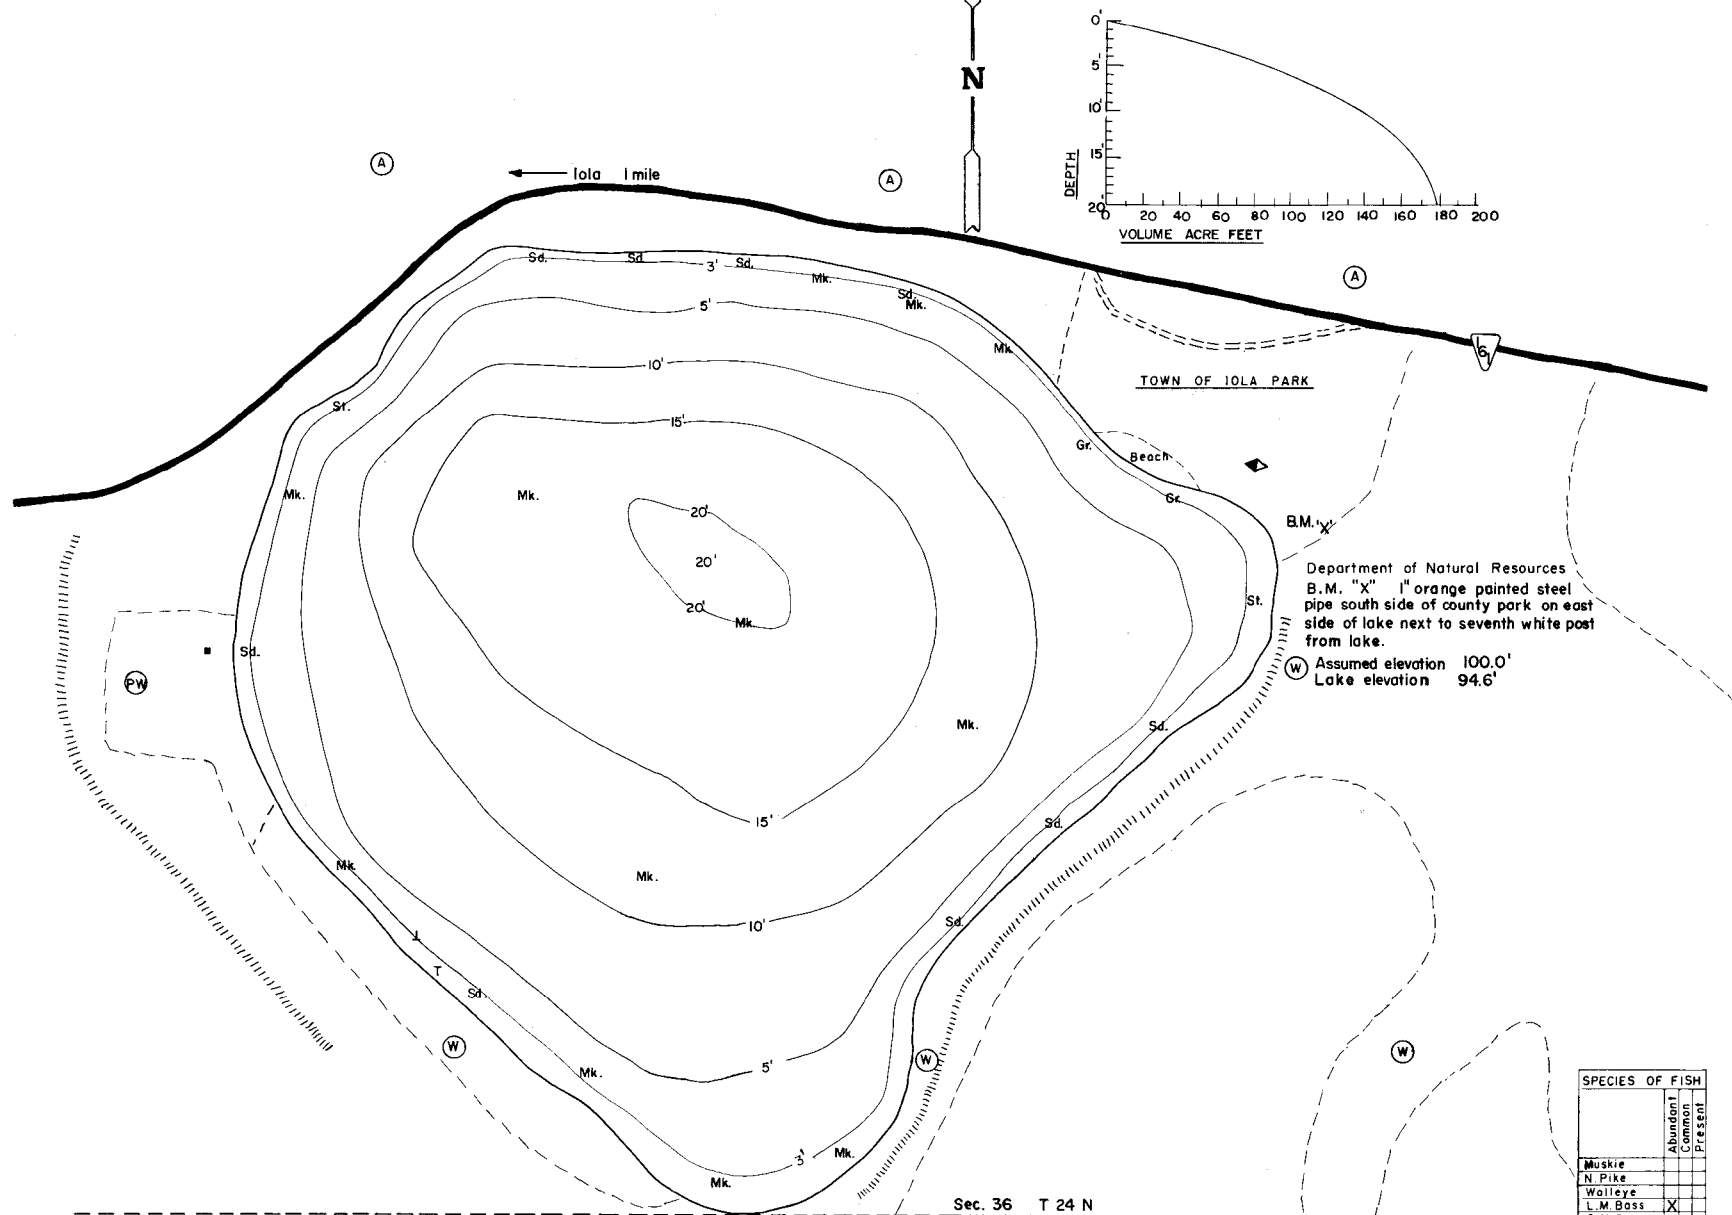 N
0'
5'
10'
15'
20'
DEPTH
0 20 40 60 80 100 120 140 160 180 200
VOLUME ACRE FEET
A
A
A
Iola 1 mile
161
TOWN OF IOLA PARK
Sd.
Sd.
3'
Sd.
Mk.
Sd.
Mk.
5'
Mk.
10'
St.
15'
Gr.
Beach
Gr.
Mk.
Mk.
20'
20'
20'
Mk.
B.M. 'X'
Department of Natural Resources
B.M. "X" 1" orange painted steel
pipe south side of county park on east
side of lake next to seventh white post
from lake.
W
Assumed elevation 100.0'
Lake elevation 94.6'
St.
Sd.
PW
Mk.
Sd.
15'
Sd.
Mk.
Mk.
10'
Sd.
T
T
Sd.
W
Mk.
5'
W
W
3'
Mk.
Mk.
Sec. 36 T 24 N
SPECIES OF FISH
Abundant
Common
Present
Muskie
N. Pike
Walleye
L.M. Bass X